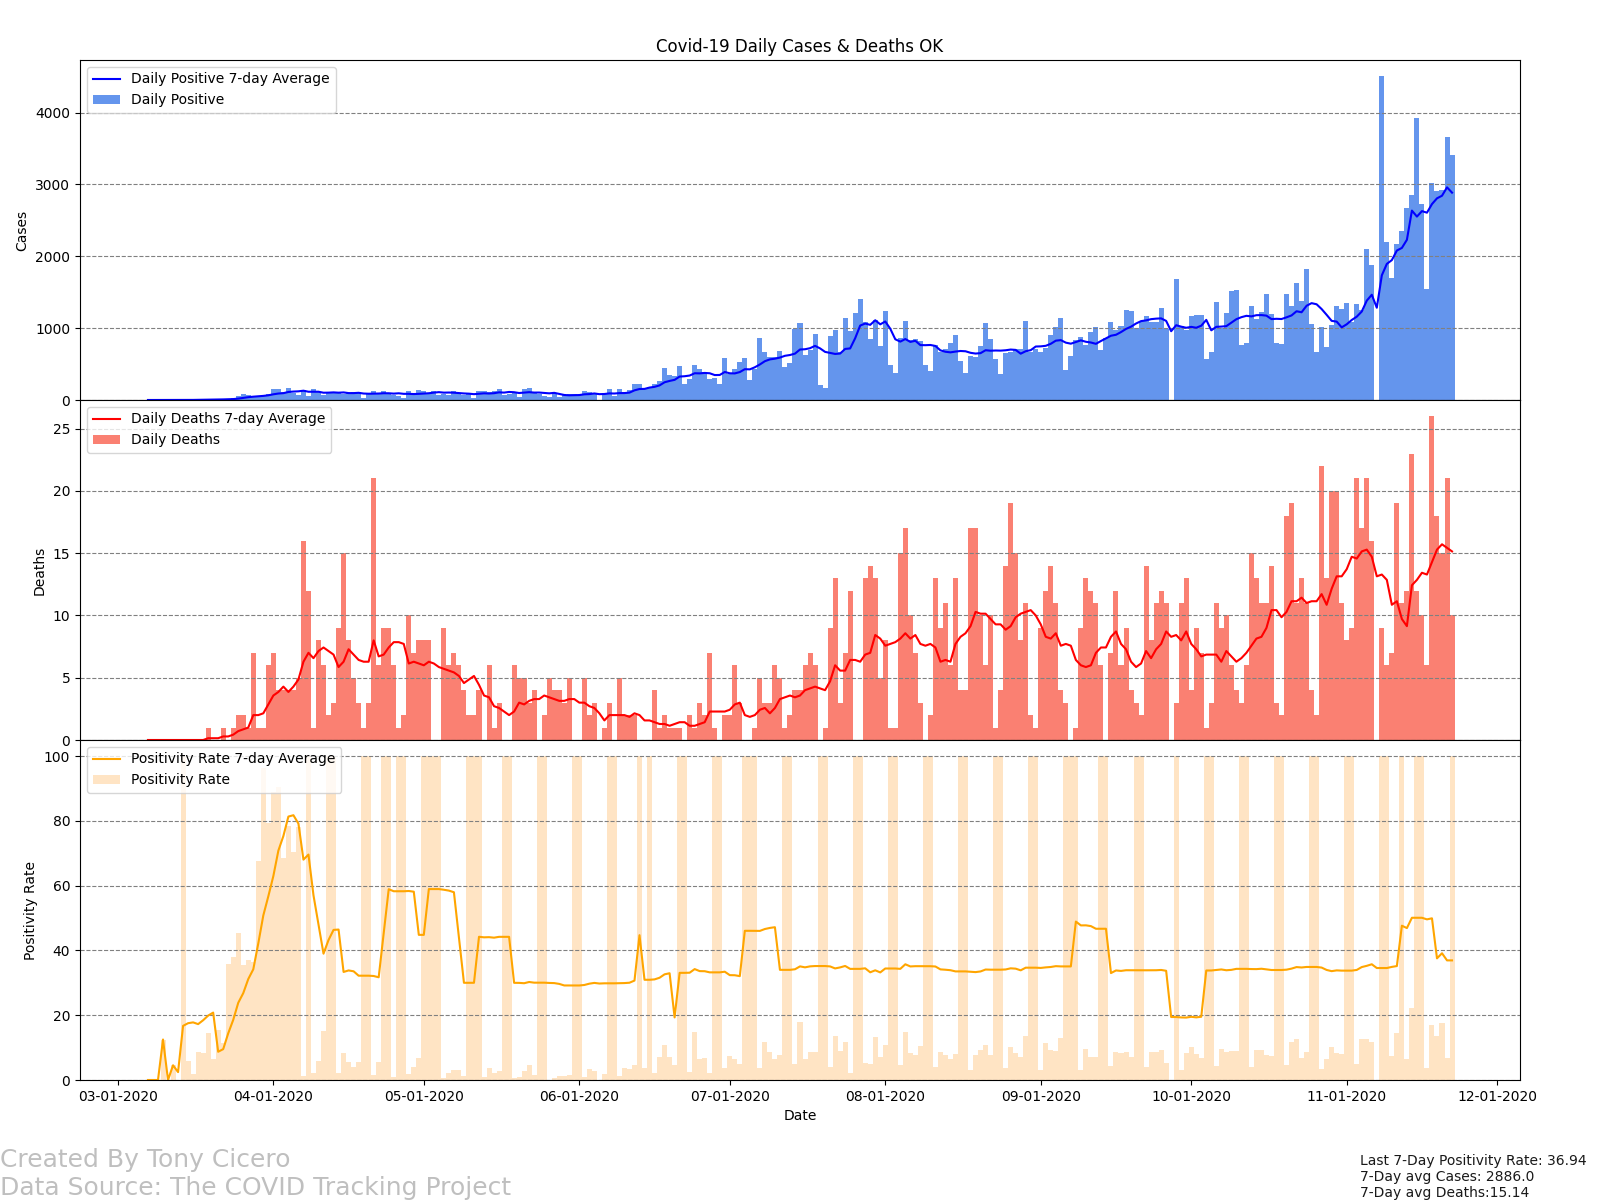 Covid-19 Daily Cases & Deaths OK
Daily Positive 7-day Average
Daily Positive
4000
3000
2000
1000
0
Cases
Daily Deaths 7-day Average
Daily Deaths
25
20
15
10
5
0
Deaths
Positivity Rate 7-day Average
Positivity Rate
100
80
60
40
20
0
Positivity Rate
03-01-2020 04-01-2020 05-01-2020 06-01-2020 07-01-2020 08-01-2020 09-01-2020 10-01-2020 11-01-2020 12-01-2020
Date
Created By Tony Cicero
Data Source: The COVID Tracking Project
Last 7-Day Positivity Rate: 36.94
7-Day avg Cases: 2886.0
7-Day avg Deaths:15.14